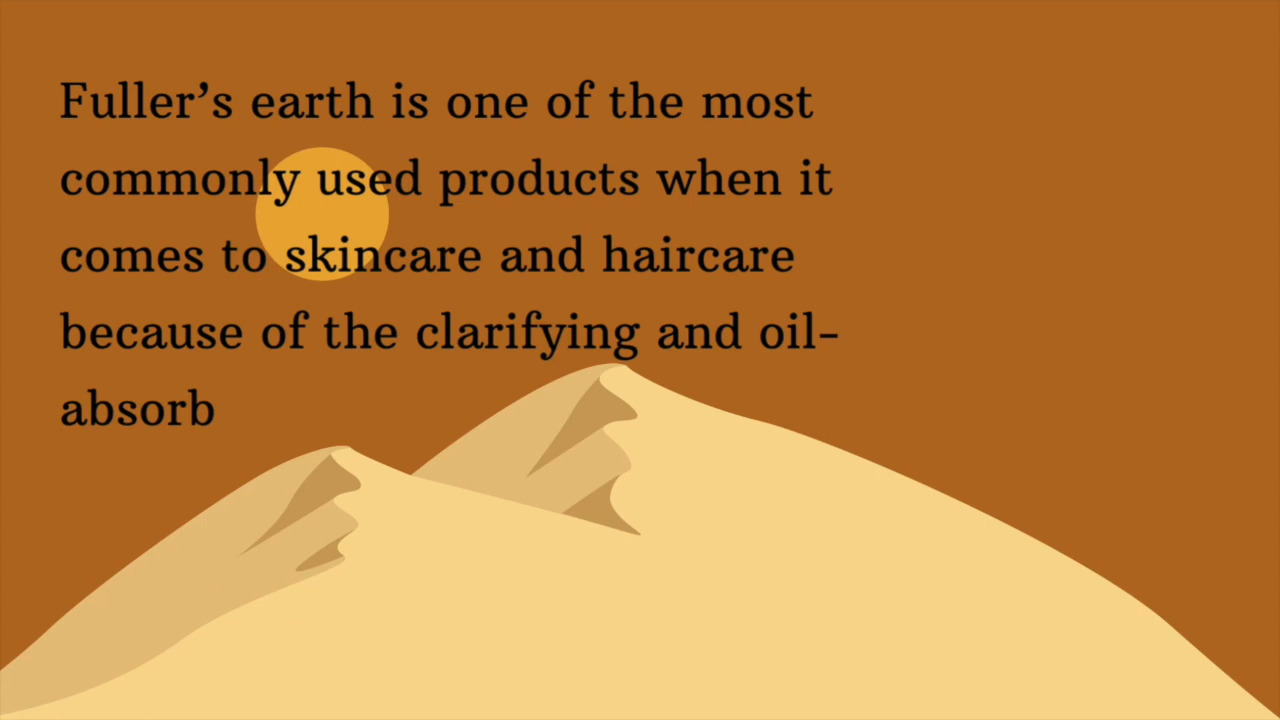 Fuller’s earth is one of the most
commonly used products when it
comes to skincare and haircare
because of the clarifying and oil-
absorb